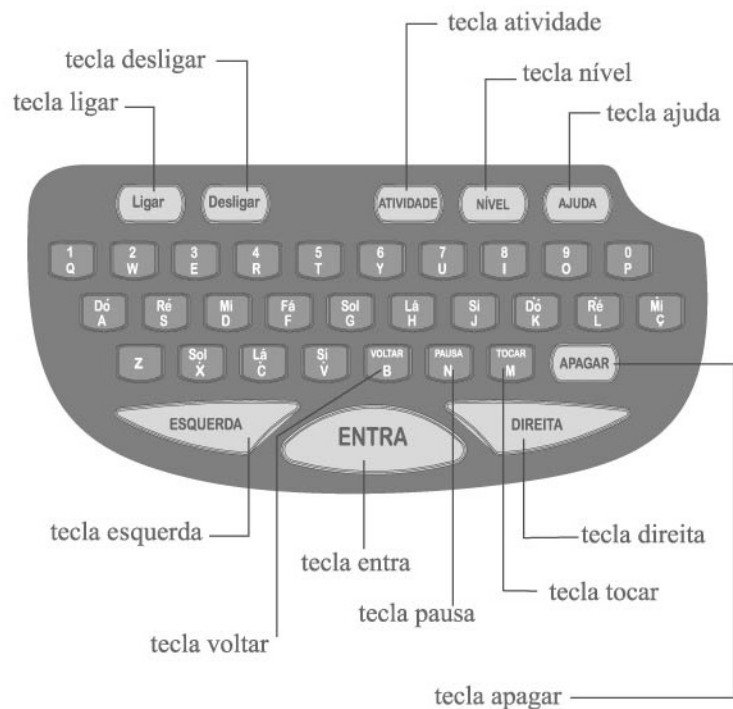 tecla atividade
tecla desligar
tecla nível
tecla ligar
tecla ajuda
Ligar Desligar ATIVIDADE NÍVEL AJUDA
1 2 3 4 5 6 7 8 9 0
Q W E R T Y U I O P
Dó Ré Mi Fá Sol Lá Si Dó Ré Mi
A S D F G H J K L Ç
Sol Lá Si VOLTAR PAUSA TOCAR
Z X C V B N M APAGAR
ESQUERDA ENTRA DIREITA
tecla esquerda
tecla direita
tecla entra
tecla tocar
tecla pausa
tecla voltar
tecla apagar